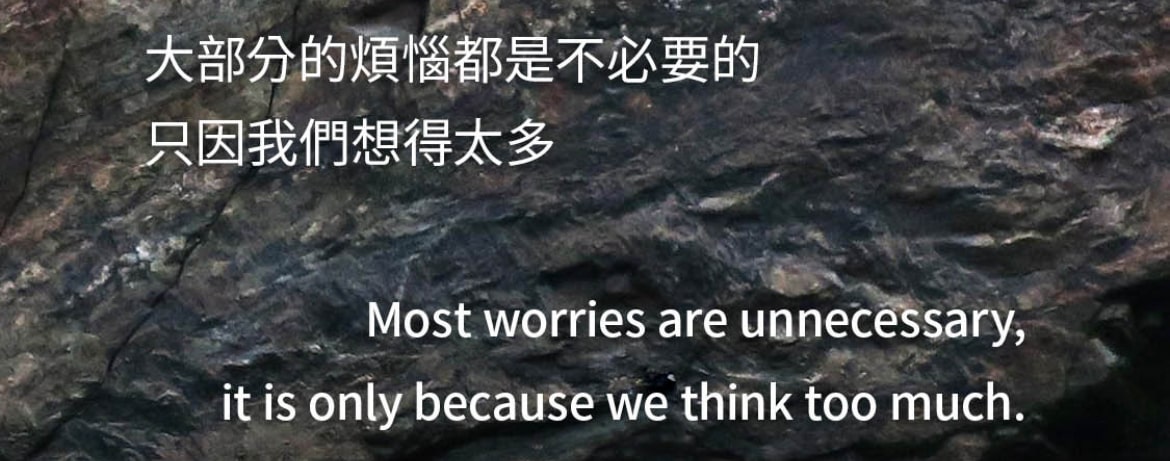 大部分的煩惱都是不必要的
只因我們想得太多
Most worries are unnecessary,
it is only because we think too much.